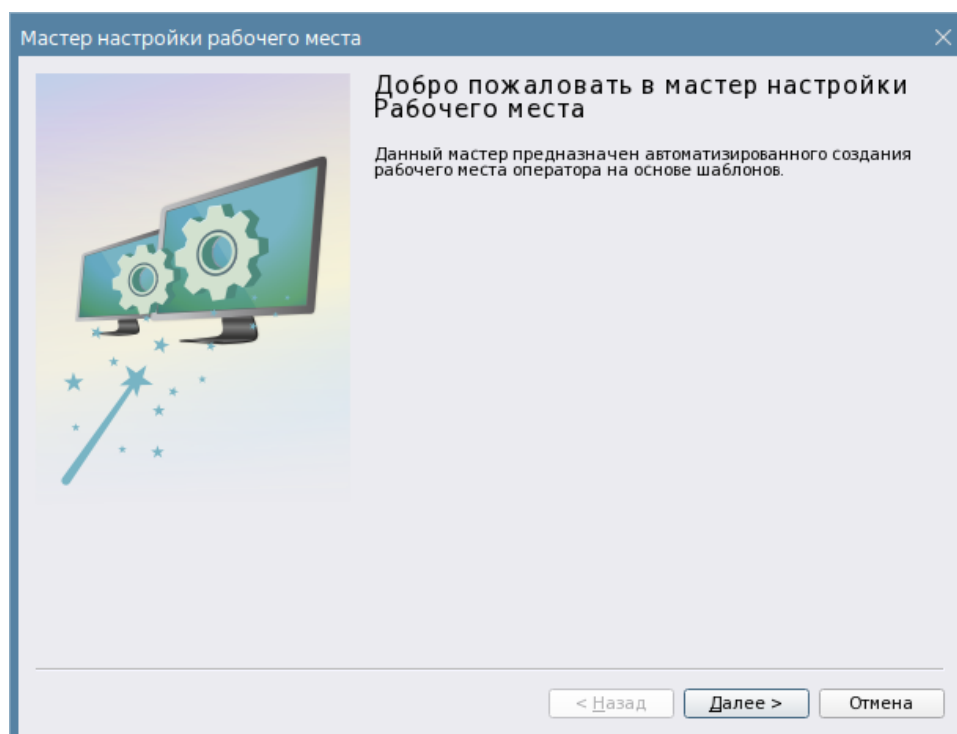 Мастер настройки рабочего места
Добро пожаловать в мастер настройки
Рабочего места
Данный мастер предназначен автоматизированного создания
рабочего места оператора на основе шаблонов.
< Назад
Далее >
Отмена